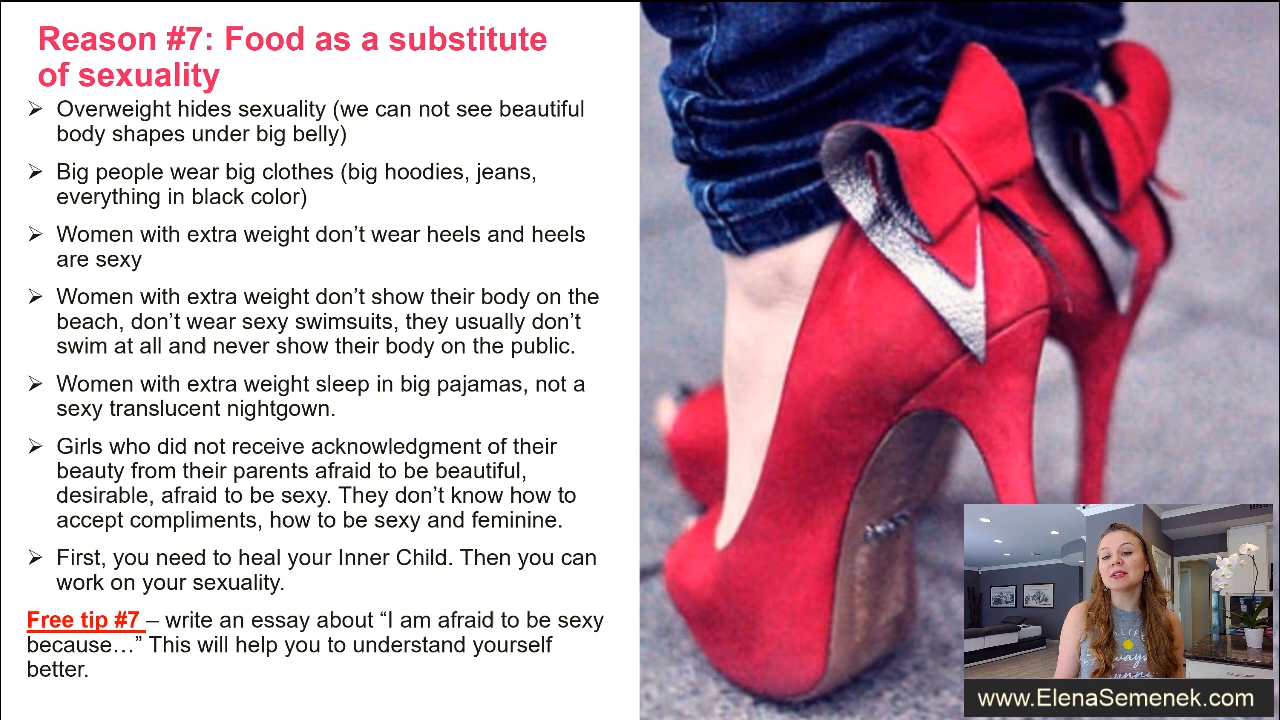 Reason #7: Food as a substitute
of sexuality
➢ Overweight hides sexuality (we can not see beautiful
body shapes under big belly)
➢ Big people wear big clothes (big hoodies, jeans,
everything in black color)
➢ Women with extra weight don’t wear heels and heels
are sexy
➢ Women with extra weight don’t show their body on the
beach, don’t wear sexy swimsuits, they usually don’t
swim at all and never show their body on the public.
➢ Women with extra weight sleep in big pajamas, not a
sexy translucent nightgown.
➢ Girls who did not receive acknowledgment of their
beauty from their parents afraid to be beautiful,
desirable, afraid to be sexy. They don’t know how to
accept compliments, how to be sexy and feminine.
➢ First, you need to heal your Inner Child. Then you can
work on your sexuality.
Free tip #7 – write an essay about “I am afraid to be sexy
because…” This will help you to understand yourself
better.
www.ElenaSemenek.com